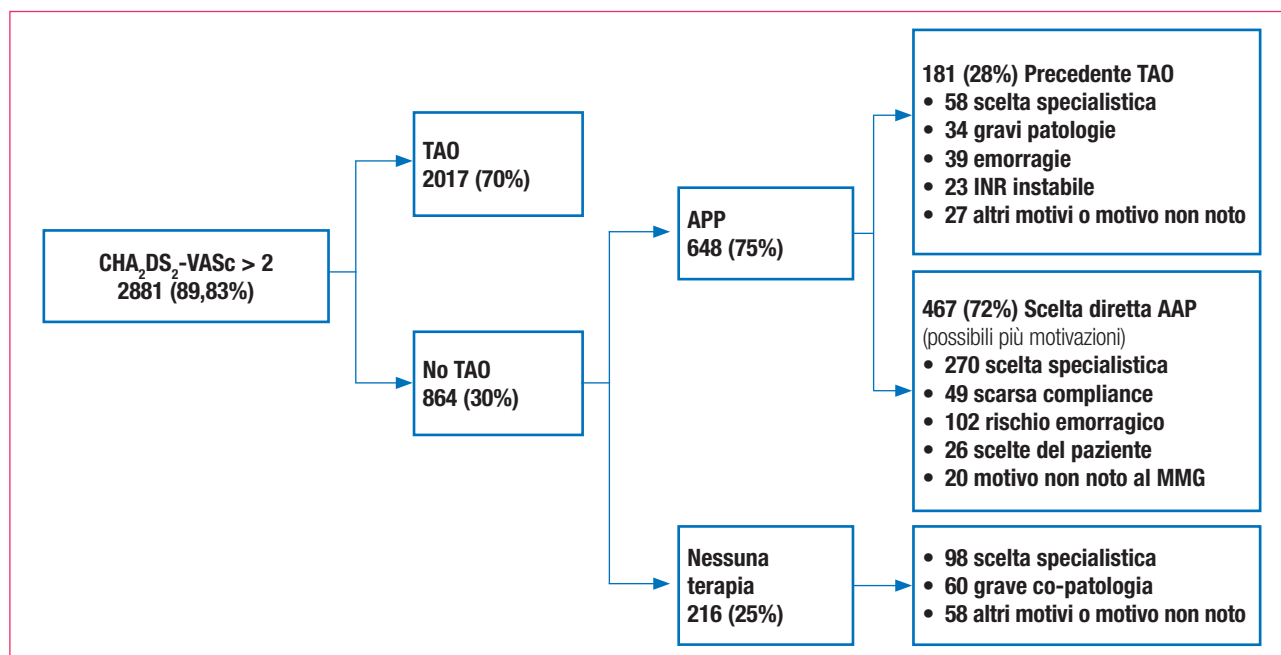 CHA₂DS₂-VASc > 2
2881 (89,83%)
TAO
2017 (70%)
No TAO
864 (30%)
APP
648 (75%)
Nessuna
terapia
216 (25%)
181 (28%) Precedente TAO
• 58 scelta specialistica
• 34 gravi patologie
• 39 emorragie
• 23 INR instabile
• 27 altri motivi o motivo non noto
467 (72%) Scelta diretta AAP
(possibili più motivazioni)
• 270 scelta specialistica
• 49 scarsa compliance
• 102 rischio emorragico
• 26 scelte del paziente
• 20 motivo non noto al MMG
• 98 scelta specialistica
• 60 grave co-patologia
• 58 altri motivi o motivo non noto